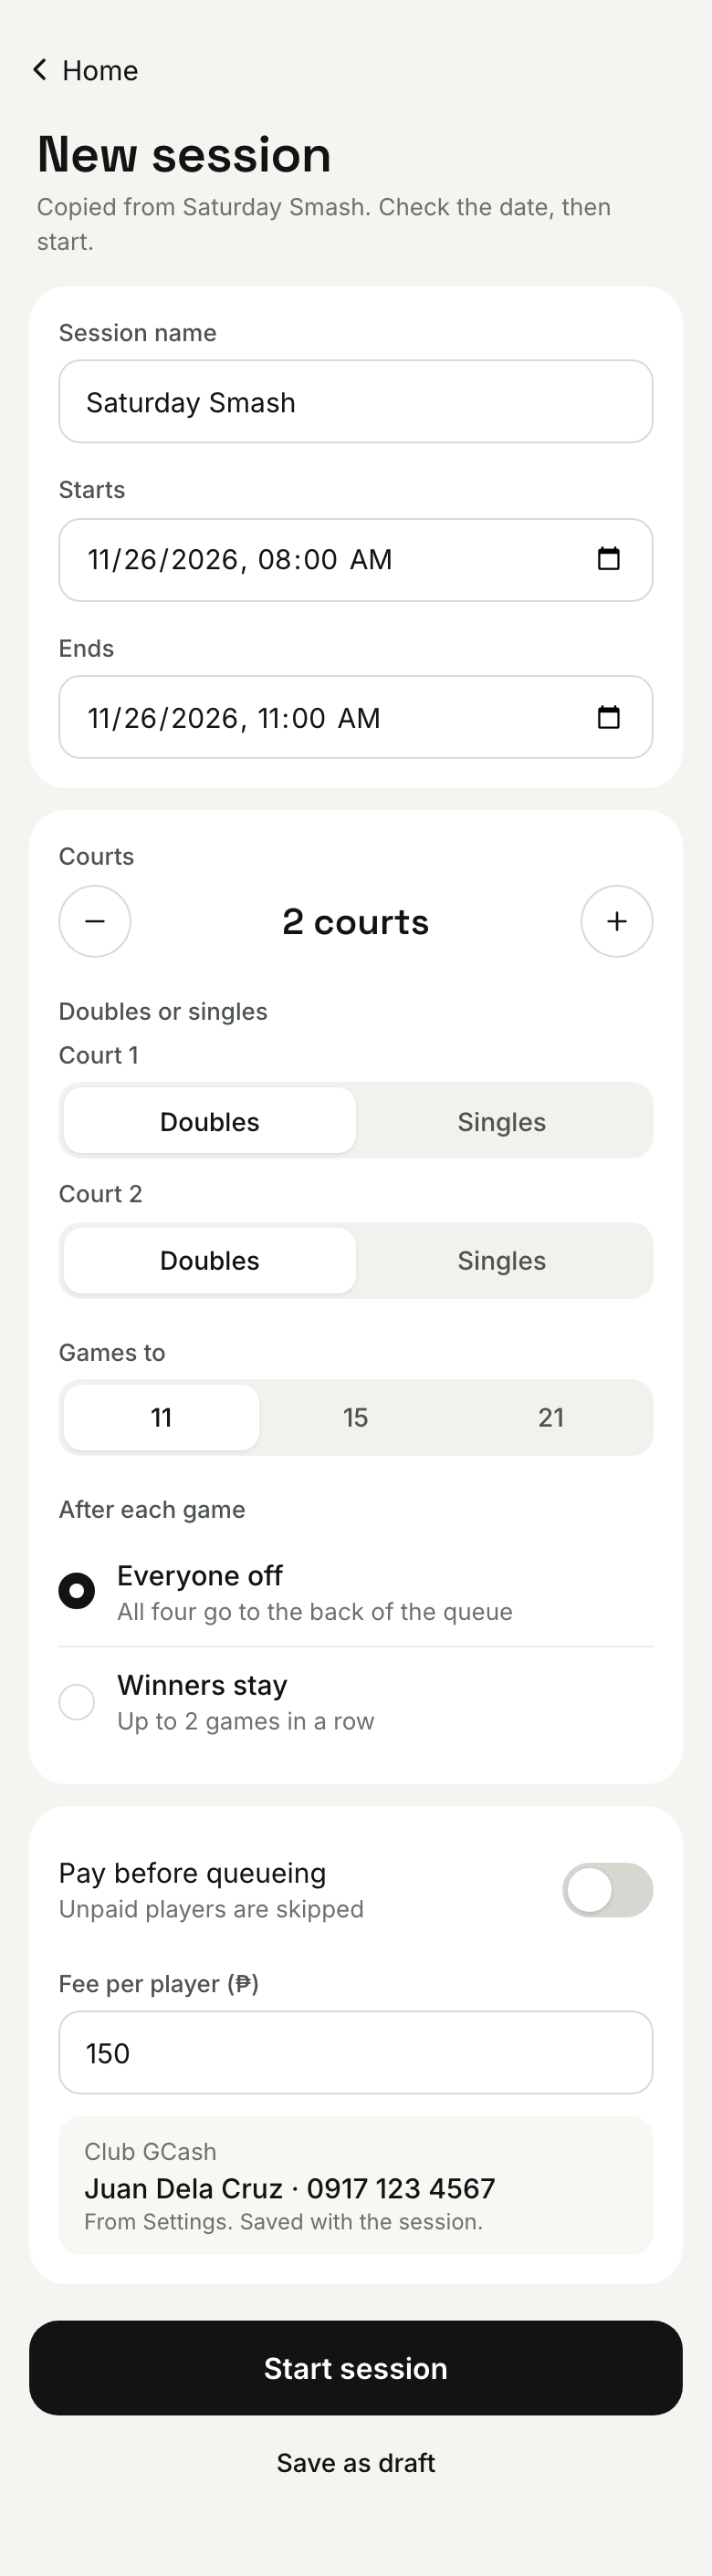 Home
New session
Copied from Saturday Smash. Check the date, then
start.
Session name
Saturday Smash
Starts
11/26/2026, 08:00 AM
Ends
11/26/2026, 11:00 AM
Courts
2 courts
Doubles or singles
Court 1
Doubles Singles
Court 2
Doubles Singles
Games to
11 15 21
After each game
Everyone off
All four go to the back of the queue
Winners stay
Up to 2 games in a row
Pay before queueing
Unpaid players are skipped
Fee per player (₱)
150
Club GCash
Juan Dela Cruz · 0917 123 4567
From Settings. Saved with the session.
Start session
Save as draft